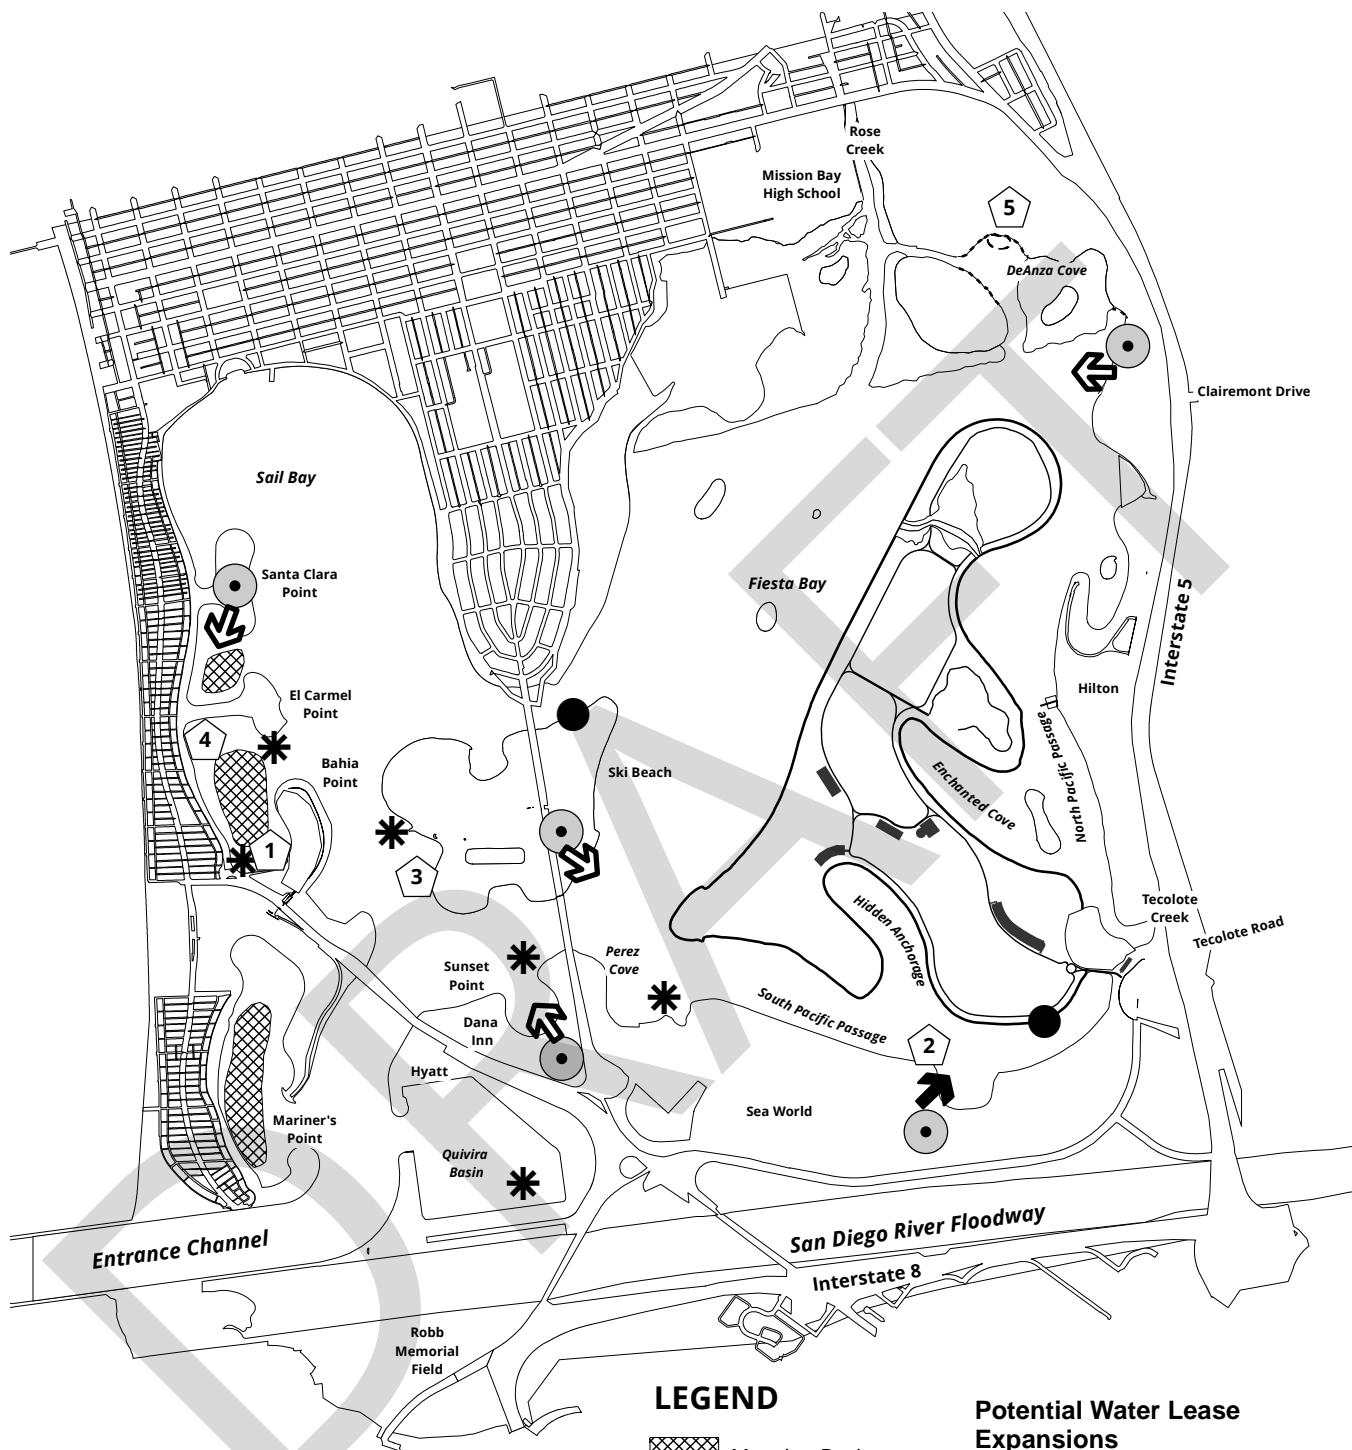 Rose
Creek
Mission Bay
High School
5
DeAnza Cove
Clairemont Drive
Sail Bay
Santa Clara
Point
Fiesta Bay
Interstate 5
El Carmel
Point
Hilton
4
Bahia
Point
Ski Beach
North Pacific Passage
Enchanted Cove
1
3
Tecolote
Creek
Tecolote Road
Hidden Anchorage
Perez
Cove
Sunset
Point
South Pacific Passage
Dana
Inn
2
Hyatt
Sea World
Mariner's
Point
Quivira
Basin
Entrance Channel
San Diego River Floodway
Interstate 8
Robb
Memorial
Field
DRAFT
LEGEND
Potential Water Lease
Expansions